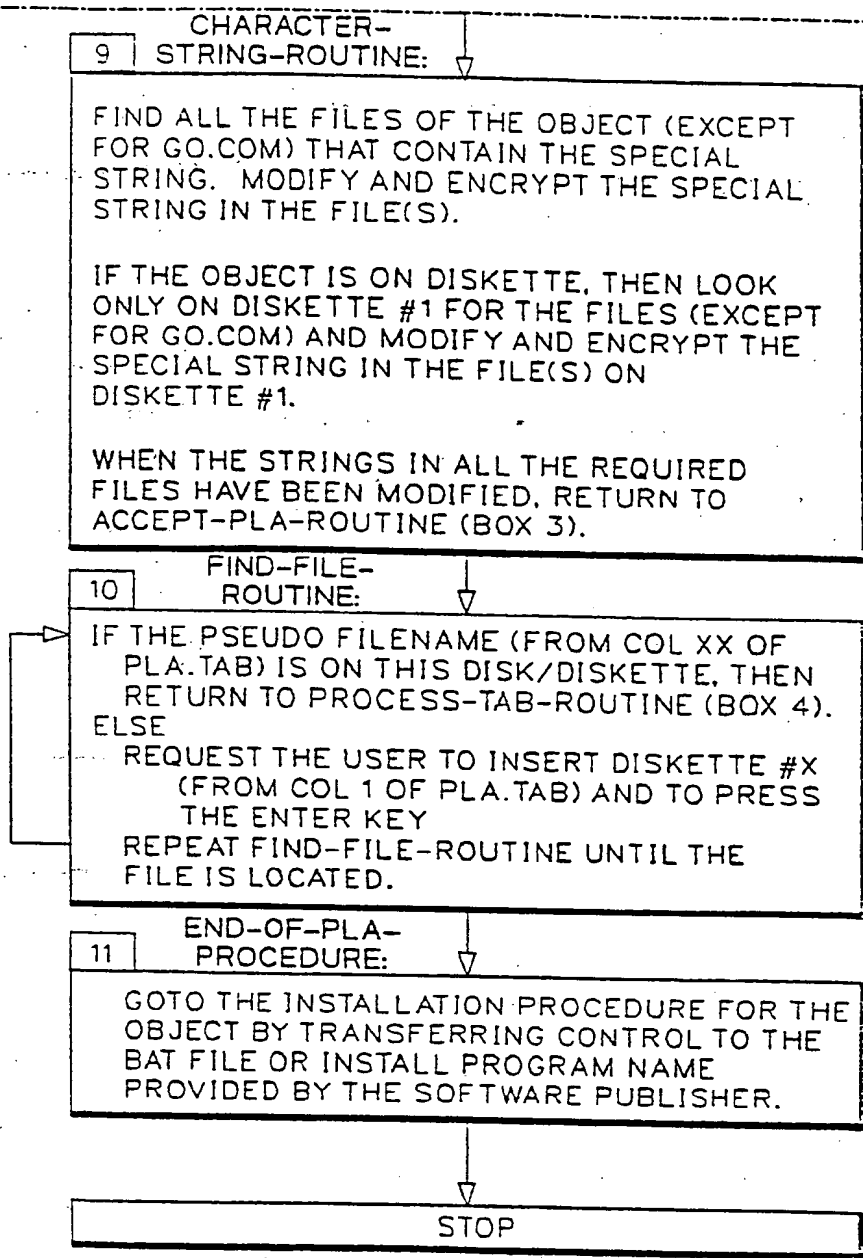 CHARACTER-
9 STRING-ROUTINE:
FIND ALL THE FILES OF THE OBJECT (EXCEPT
FOR GO.COM) THAT CONTAIN THE SPECIAL
STRING. MODIFY AND ENCRYPT THE SPECIAL
STRING IN THE FILE(S).
IF THE OBJECT IS ON DISKETTE, THEN LOOK
ONLY ON DISKETTE #1 FOR THE FILES (EXCEPT
FOR GO.COM) AND MODIFY AND ENCRYPT THE
SPECIAL STRING IN THE FILE(S) ON
DISKETTE #1.
WHEN THE STRINGS IN ALL THE REQUIRED
FILES HAVE BEEN MODIFIED, RETURN TO
ACCEPT-PLA-ROUTINE (BOX 3).
FIND-FILE-
10 ROUTINE:
IF THE PSEUDO FILENAME (FROM COL XX OF
PLA.TAB) IS ON THIS DISK/DISKETTE, THEN
RETURN TO PROCESS-TAB-ROUTINE (BOX 4).
ELSE
REQUEST THE USER TO INSERT DISKETTE #X
(FROM COL 1 OF PLA.TAB) AND TO PRESS
THE ENTER KEY
REPEAT FIND-FILE-ROUTINE UNTIL THE
FILE IS LOCATED.
END-OF-PLA-
11 PROCEDURE:
GOTO THE INSTALLATION PROCEDURE FOR THE
OBJECT BY TRANSFERRING CONTROL TO THE
BAT FILE OR INSTALL PROGRAM NAME
PROVIDED BY THE SOFTWARE PUBLISHER.
STOP